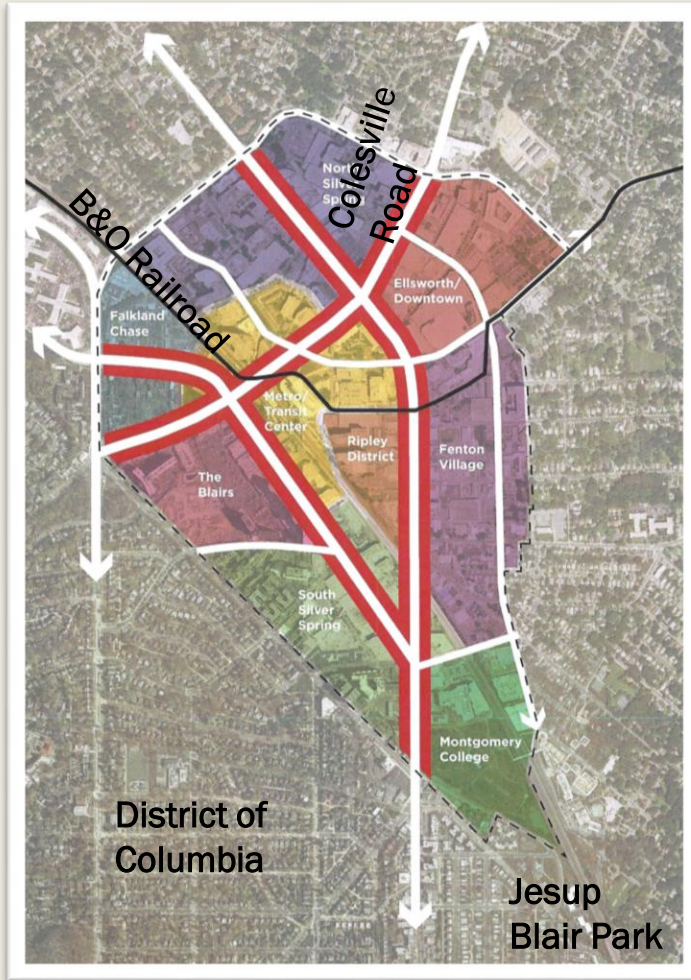 North
Silver
Spring
Colesville
Road
B&O Railroad
Ellsworth/
Downtown
Falkland
Chase
Metro/
Transit
Center
Ripley
District
Fenton
Village
The
Blairs
South
Silver
Spring
Montgomery
College
District of
Columbia
Jesup
Blair Park